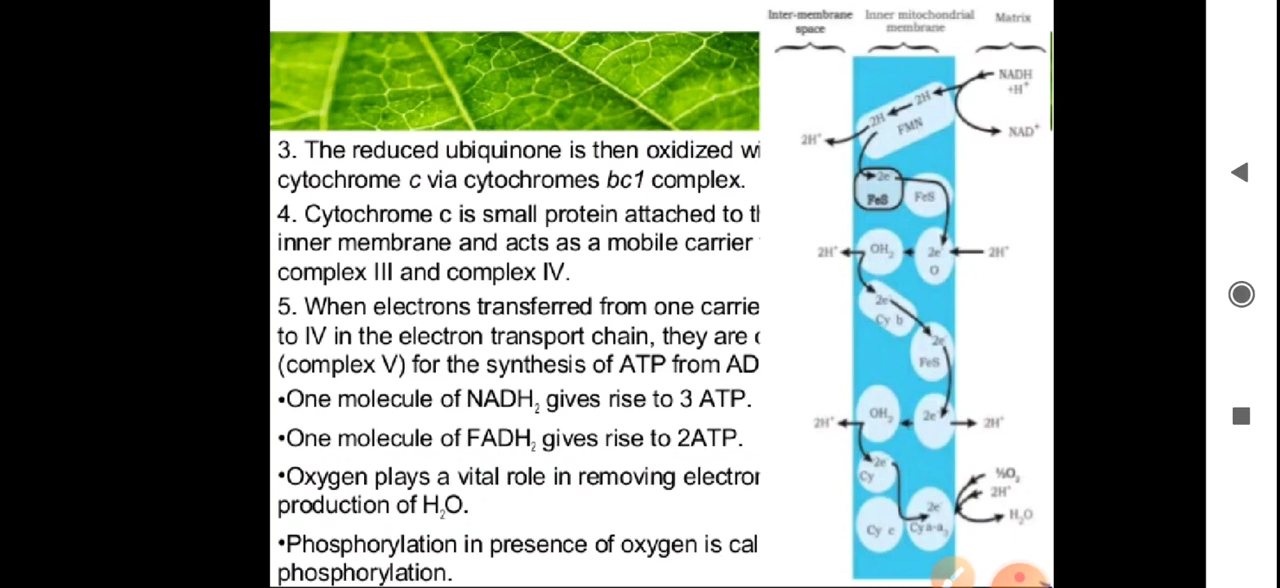 Inter-membrane space
Inner mitochondrial membrane
Matrix
3. The reduced ubiquinone is then oxidized wi
cytochrome c via cytochromes bc1 complex.
4. Cytochrome c is small protein attached to tl
inner membrane and acts as a mobile carrier
complex III and complex IV.
5. When electrons transferred from one carrie
to IV in the electron transport chain, they are
(complex V) for the synthesis of ATP from AD
•One molecule of NADH₂ gives rise to 3 ATP.
•One molecule of FADH₂ gives rise to 2ATP.
•Oxygen plays a vital role in removing electror
production of H₂O.
•Phosphorylation in presence of oxygen is cal
phosphorylation.
NADH
+H⁺
2H 2H
FMN
2H⁺
NAD⁺
2e⁻
FeS
FeS
2H⁺
OH₂
2e⁻
O
2H⁺
2e⁻
Cy b
2e⁻
FeS
2H⁺
OH₂
2e⁻
2H⁺
2e⁻
Cy
½O₂
2H⁺
H₂O
2e⁻
Cy c
Cy a-a₃